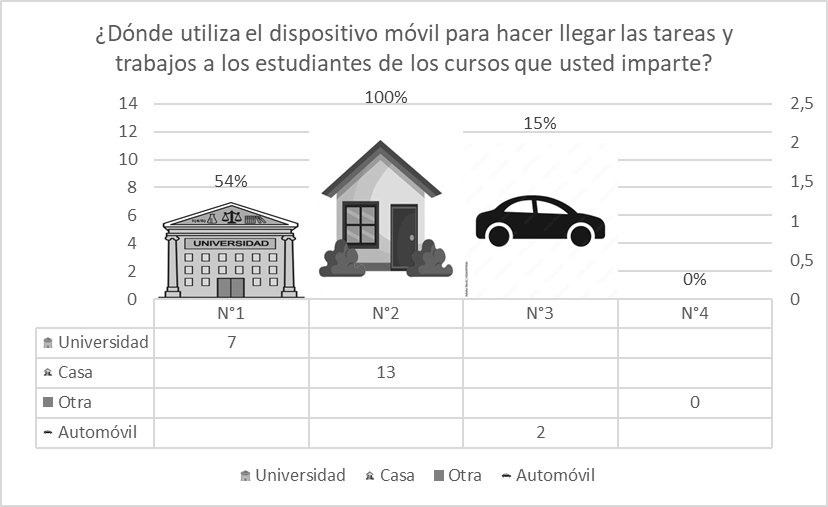 ¿Dónde utiliza el dispositivo móvil para hacer llegar las tareas y
trabajos a los estudiantes de los cursos que usted imparte?
14
12
10
8
6
4
2
0
2,5
2
1,5
1
0,5
0
54%
100%
15%
0%
UNIVERSIDAD
N°1 N°2 N°3 N°4
Universidad 7
Casa 13
Otra 0
Automóvil 2
Universidad Casa Otra Automóvil